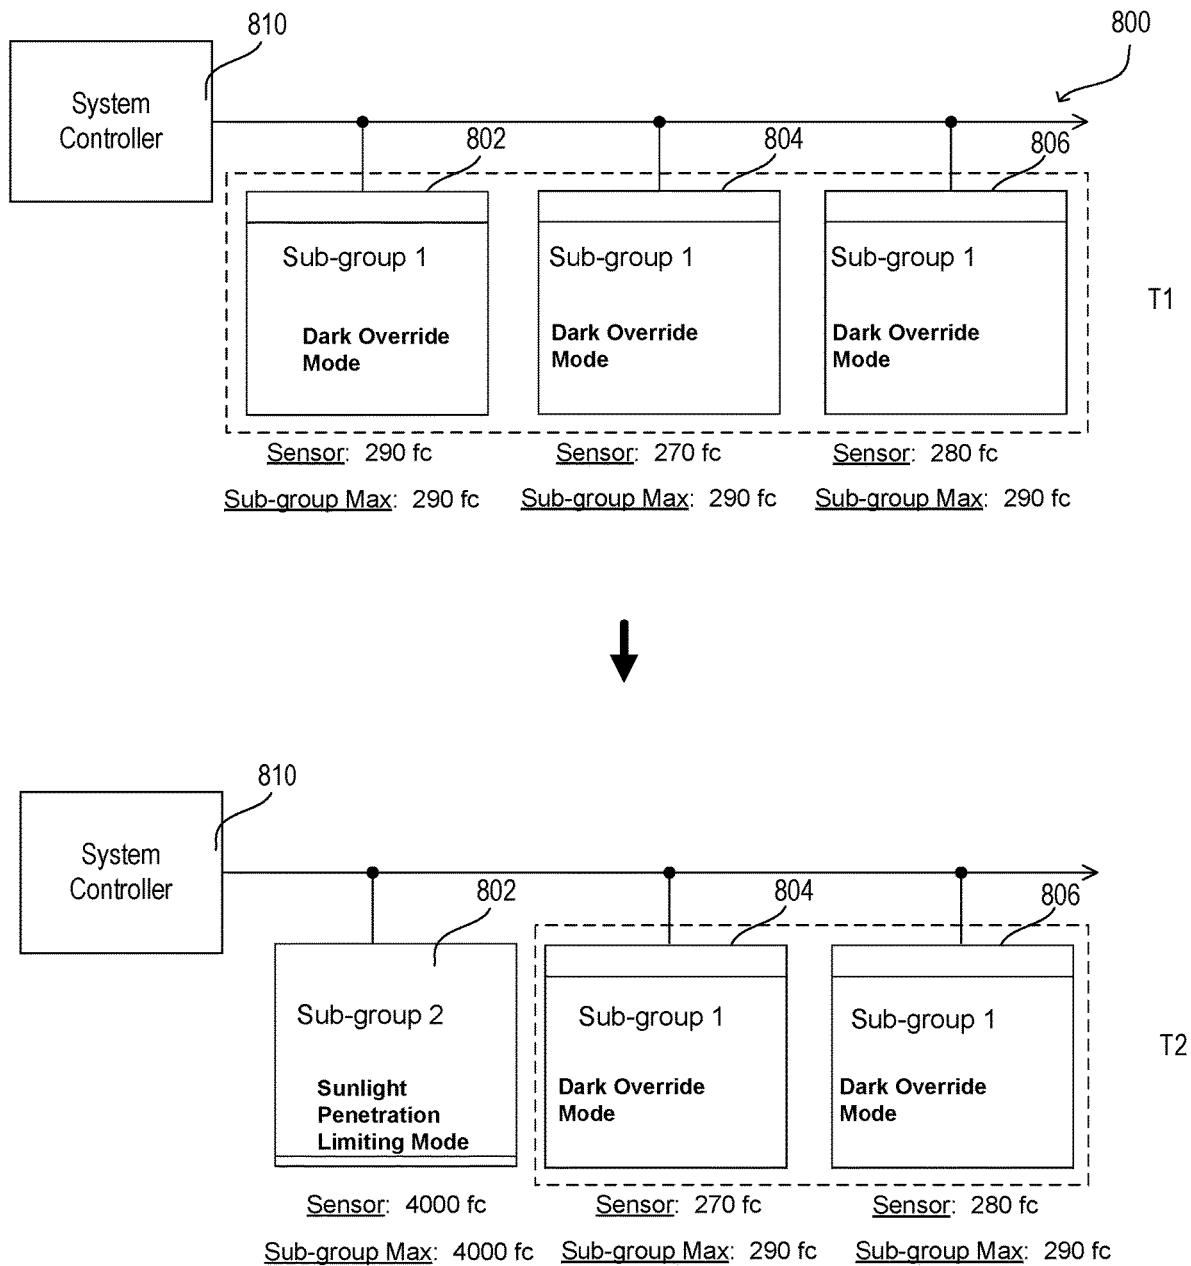 810
800
System
Controller
802
804
806
Sub-group 1
Sub-group 1
Sub-group 1
T1
Dark Override
Mode
Dark Override
Mode
Dark Override
Mode
Sensor: 290 fc
Sensor: 270 fc
Sensor: 280 fc
Sub-group Max: 290 fc
Sub-group Max: 290 fc
Sub-group Max: 290 fc
810
System
Controller
802
804
806
Sub-group 2
Sub-group 1
Sub-group 1
T2
Sunlight
Penetration
Limiting Mode
Dark Override
Mode
Dark Override
Mode
Sensor: 4000 fc
Sensor: 270 fc
Sensor: 280 fc
Sub-group Max: 4000 fc
Sub-group Max: 290 fc
Sub-group Max: 290 fc